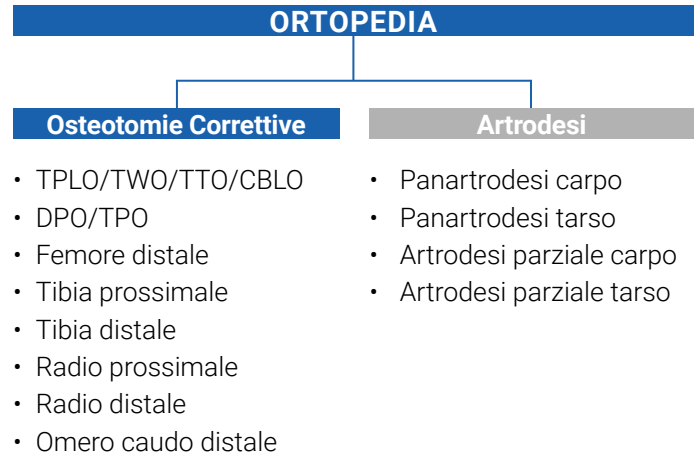 ORTOPEDIA
Osteotomie Correttive
• TPLO/TWO/TTO/CBLO
• DPO/TPO
• Femore distale
• Tibia prossimale
• Tibia distale
• Radio prossimale
• Radio distale
• Omero caudo distale
Artrodesi
• Panartrodesi carpo
• Panartrodesi tarso
• Artrodesi parziale carpo
• Artrodesi parziale tarso